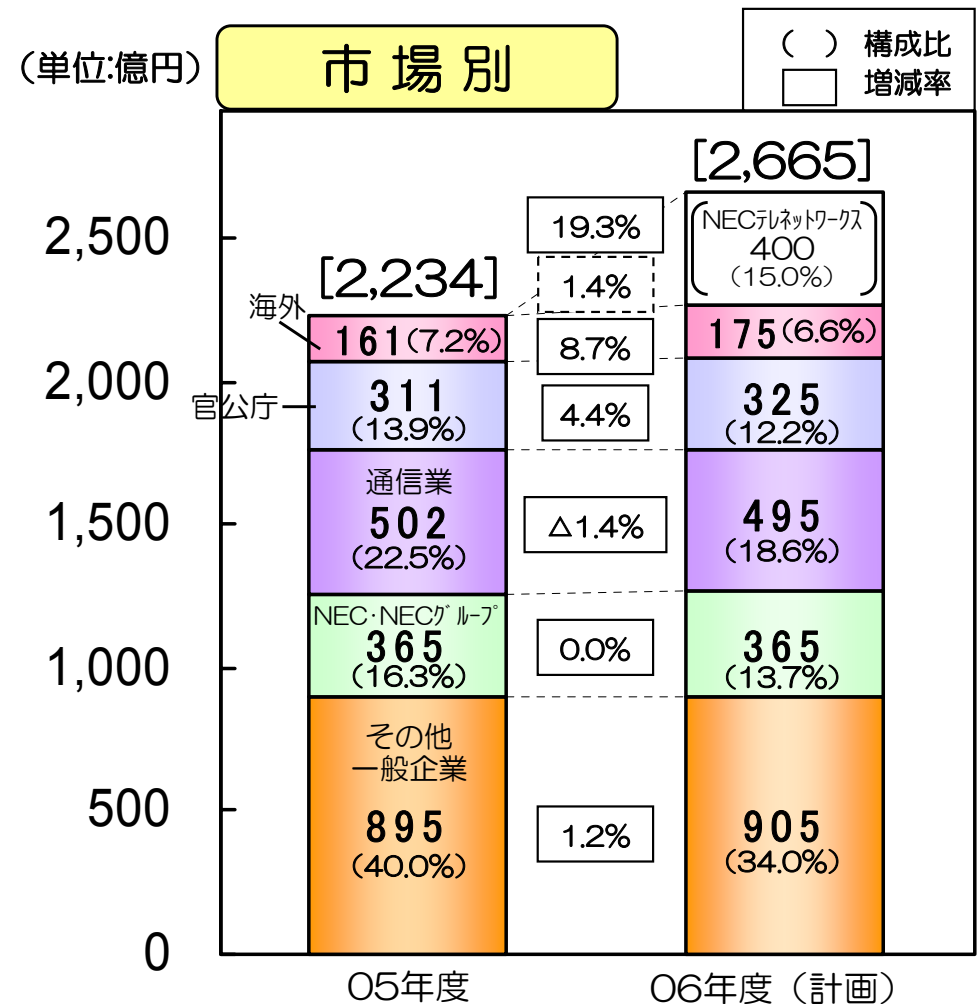 （単位:億円）
市場別
（　）構成比
増減率
[2,665]
[2,234]
2,500
2,000
1,500
1,000
500
0
海外
161(7.2%)
官公庁
311
(13.9%)
通信業
502
(22.5%)
NEC･NECｸﾞﾙｰﾌﾟ
365
(16.3%)
その他
一般企業
895
(40.0%)
19.3%
1.4%
8.7%
4.4%
△1.4%
0.0%
1.2%
NECﾃﾚﾈｯﾄﾜｰｸｽ
400
(15.0%)
175(6.6%)
325
(12.2%)
495
(18.6%)
365
(13.7%)
905
(34.0%)
05年度
06年度（計画）